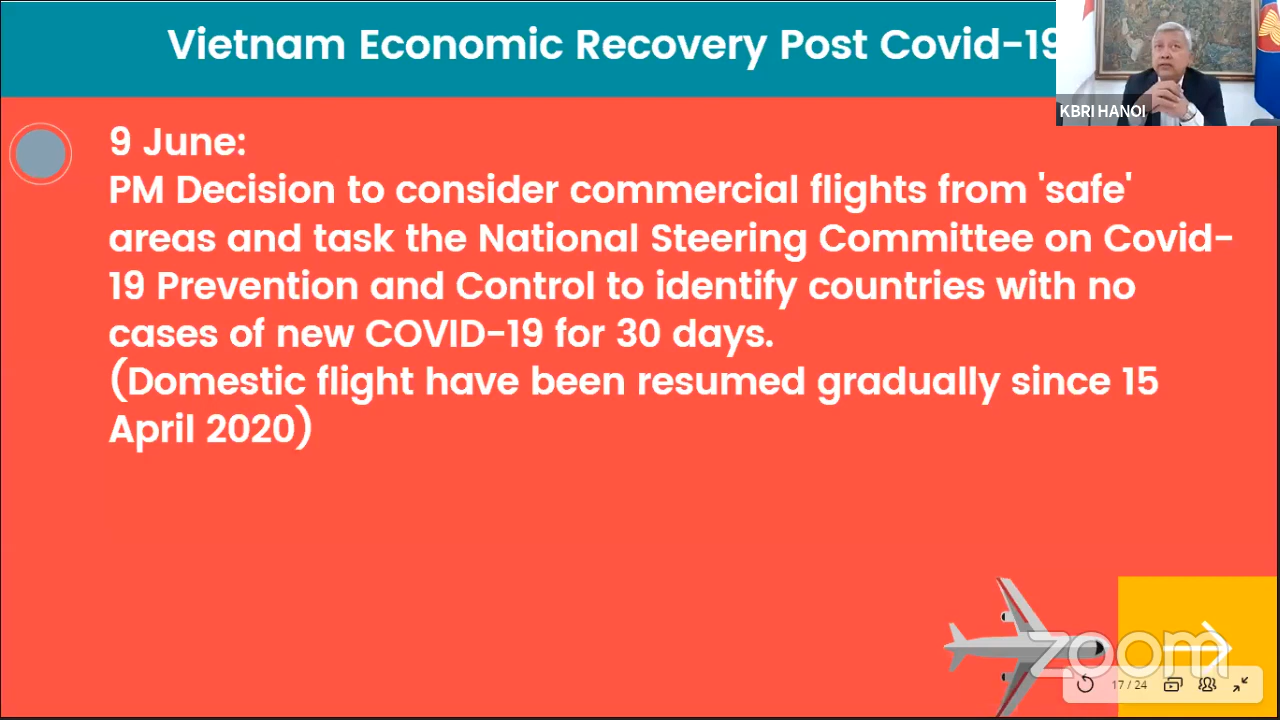 Vietnam Economic Recovery Post Covid-19
KBRI HANOI
9 June:
PM Decision to consider commercial flights from 'safe'
areas and task the National Steering Committee on Covid-
19 Prevention and Control to identify countries with no
cases of new COVID-19 for 30 days.
(Domestic flight have been resumed gradually since 15
April 2020)
zoom
17 / 24